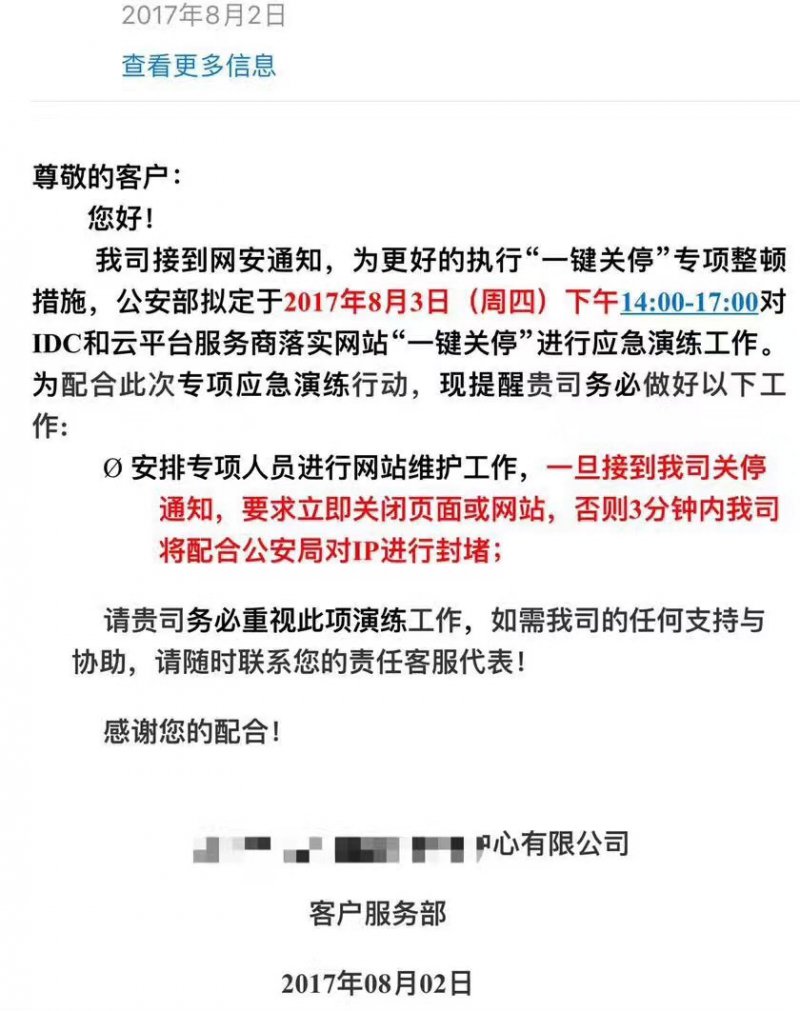 2017年8月2日
查看更多信息
尊敬的客户：
您好！
我司接到网安通知，为更好的执行“一键关停”专项整顿
措施，公安部拟定于2017年8月3日（周四）下午14:00-17:00对
IDC和云平台服务商落实网站“一键关停”进行应急演练工作。
为配合此次专项应急演练行动，现提醒贵司务必做好以下工
作：
Ø 安排专项人员进行网站维护工作，一旦接到我司关停
通知，要求立即关闭页面或网站，否则3分钟内我司
将配合公安局对IP进行封堵；
请贵司务必重视此项演练工作，如需我司的任何支持与
协助，请随时联系您的责任客服代表！
感谢您的配合！
心有限公司
客户服务部
2017年08月02日